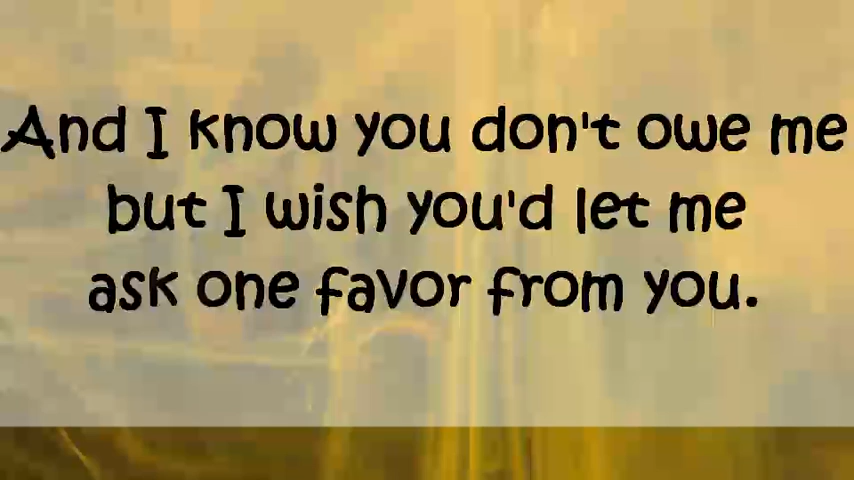 And I know you don't owe me
but I wish you'd let me
ask one favor from you.